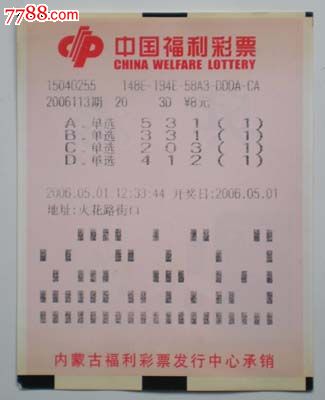 7788.com
中国福利彩票
CHINA WELFARE LOTTERY
15040255 148E-194E-58A3-DDDA-CA
2006113期 20 3D ¥8元
A.单选 5 3 1 (1)
B.单选 3 3 1 (1)
C.单选 2 0 3 (1)
D.单选 4 1 2 (1)
2006.05.01 12:33:44 开奖日:2006.05.01
地址:火花路街口
内蒙古福利彩票发行中心承销